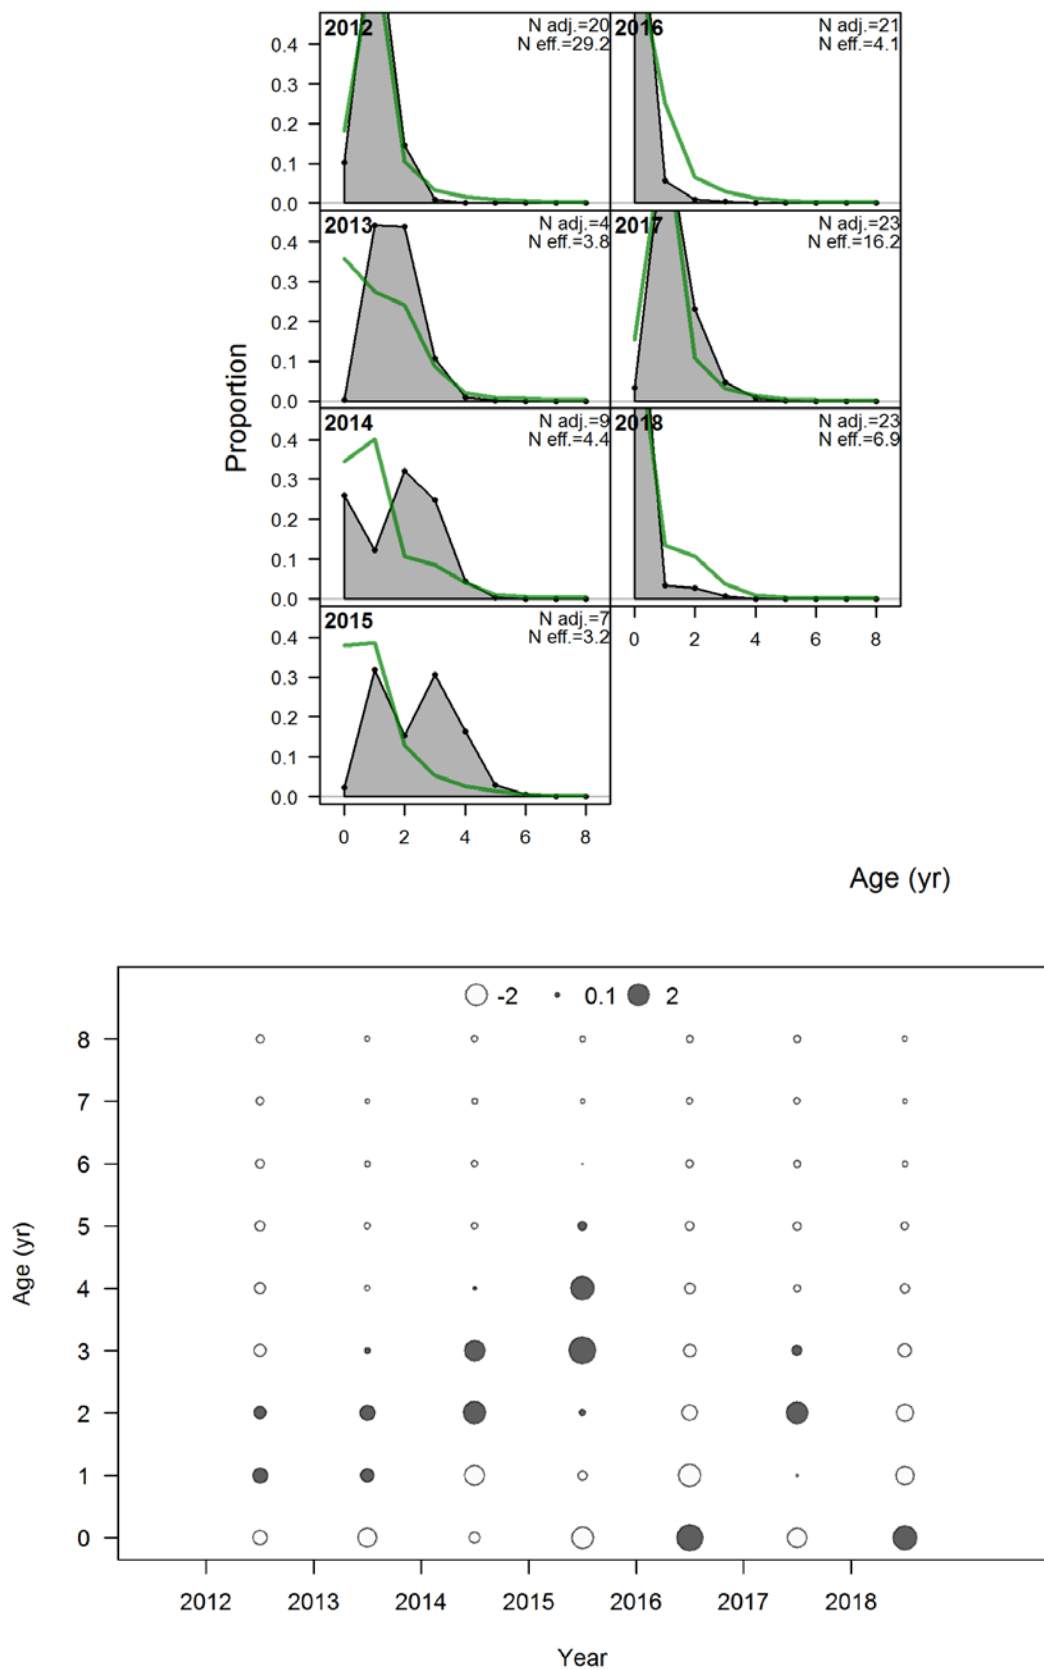 2012 N adj.=20
N eff.=29.2
0.4
0.3
0.2
0.1
0.0
2016 N adj.=21
N eff.=4.1
2013 N adj.=4
N eff.=3.8
0.4
0.3
0.2
0.1
0.0
2017 N adj.=23
N eff.=16.2
Proportion
2014 N adj.=9
N eff.=4.4
0.4
0.3
0.2
0.1
0.0
2018 N adj.=23
N eff.=6.9
0 2 4 6 8
2015 N adj.=7
N eff.=3.2
0.4
0.3
0.2
0.1
0.0
0 2 4 6 8
Age (yr)
-2 0.1 2
8
7
6
5
4
3
2
1
0
Age (yr)
2012 2013 2014 2015 2016 2017 2018
Year